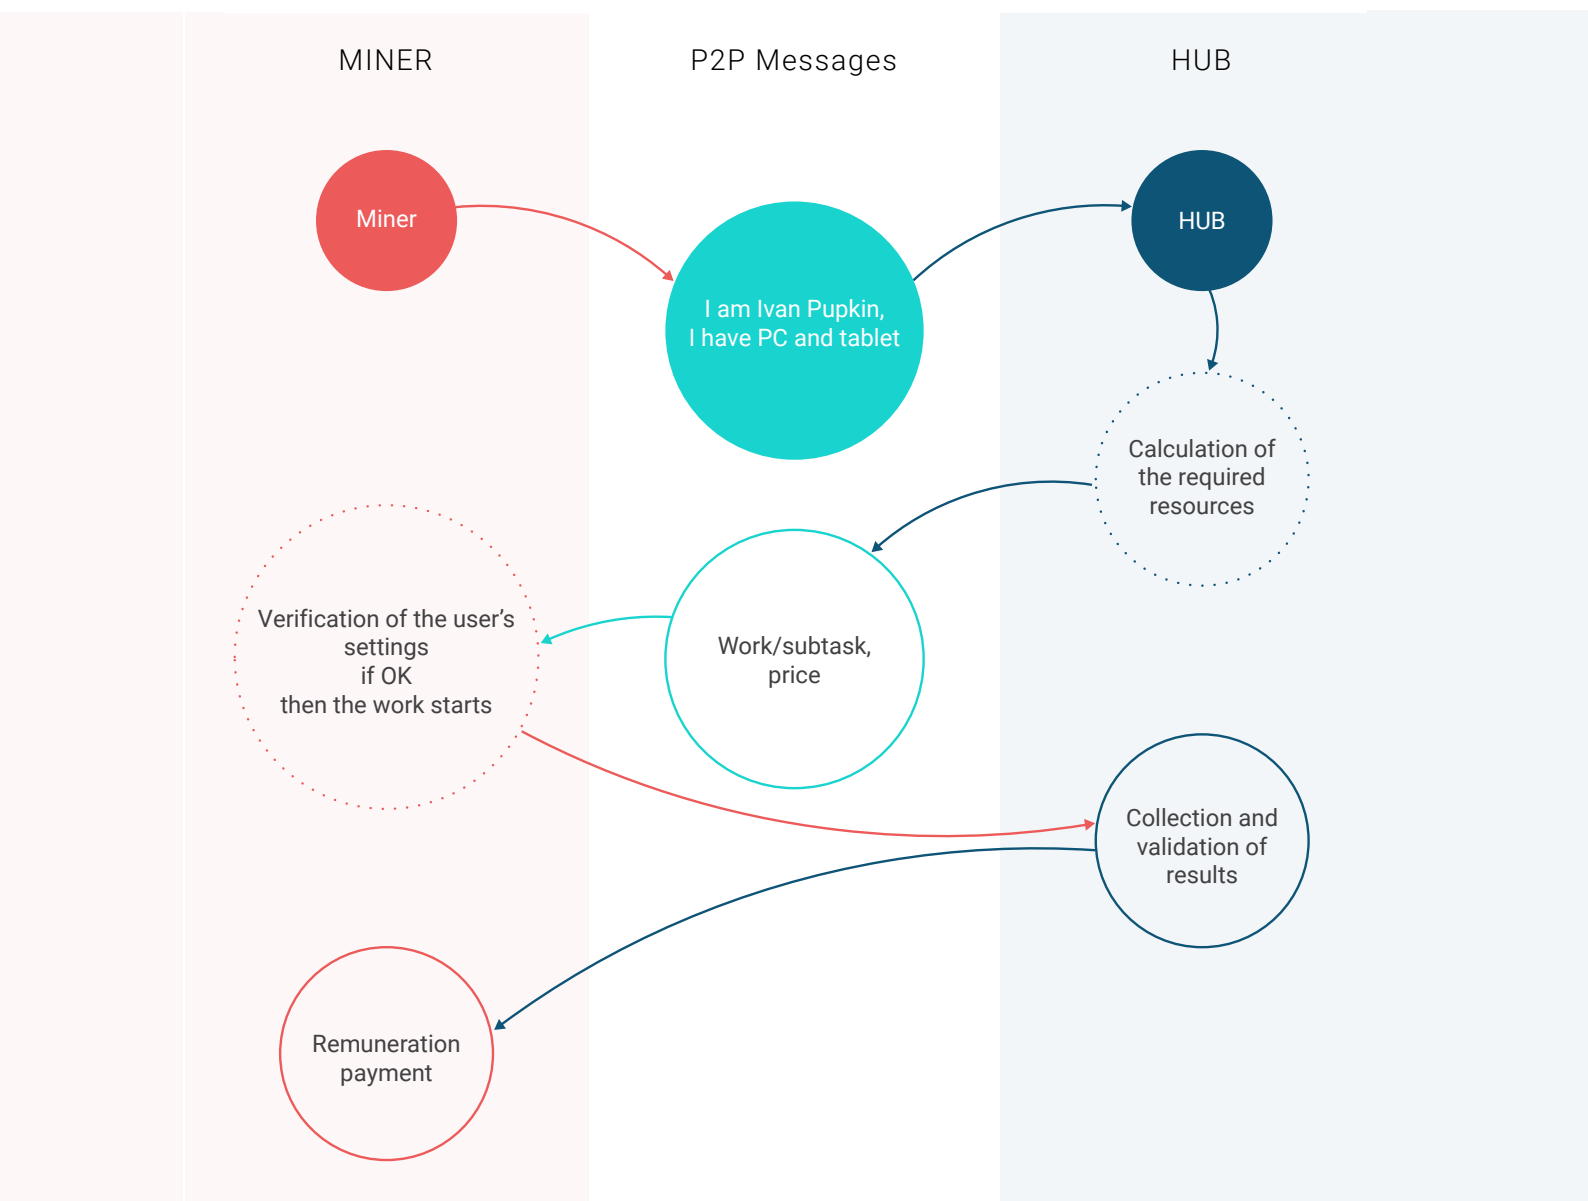 MINER
P2P Messages
HUB
Miner
I am Ivan Pupkin,
I have PC and tablet
HUB
Calculation of
the required
resources
Verification of the user’s
settings
if OK
then the work starts
Work/subtask,
price
Collection and
validation of
results
Remuneration
payment